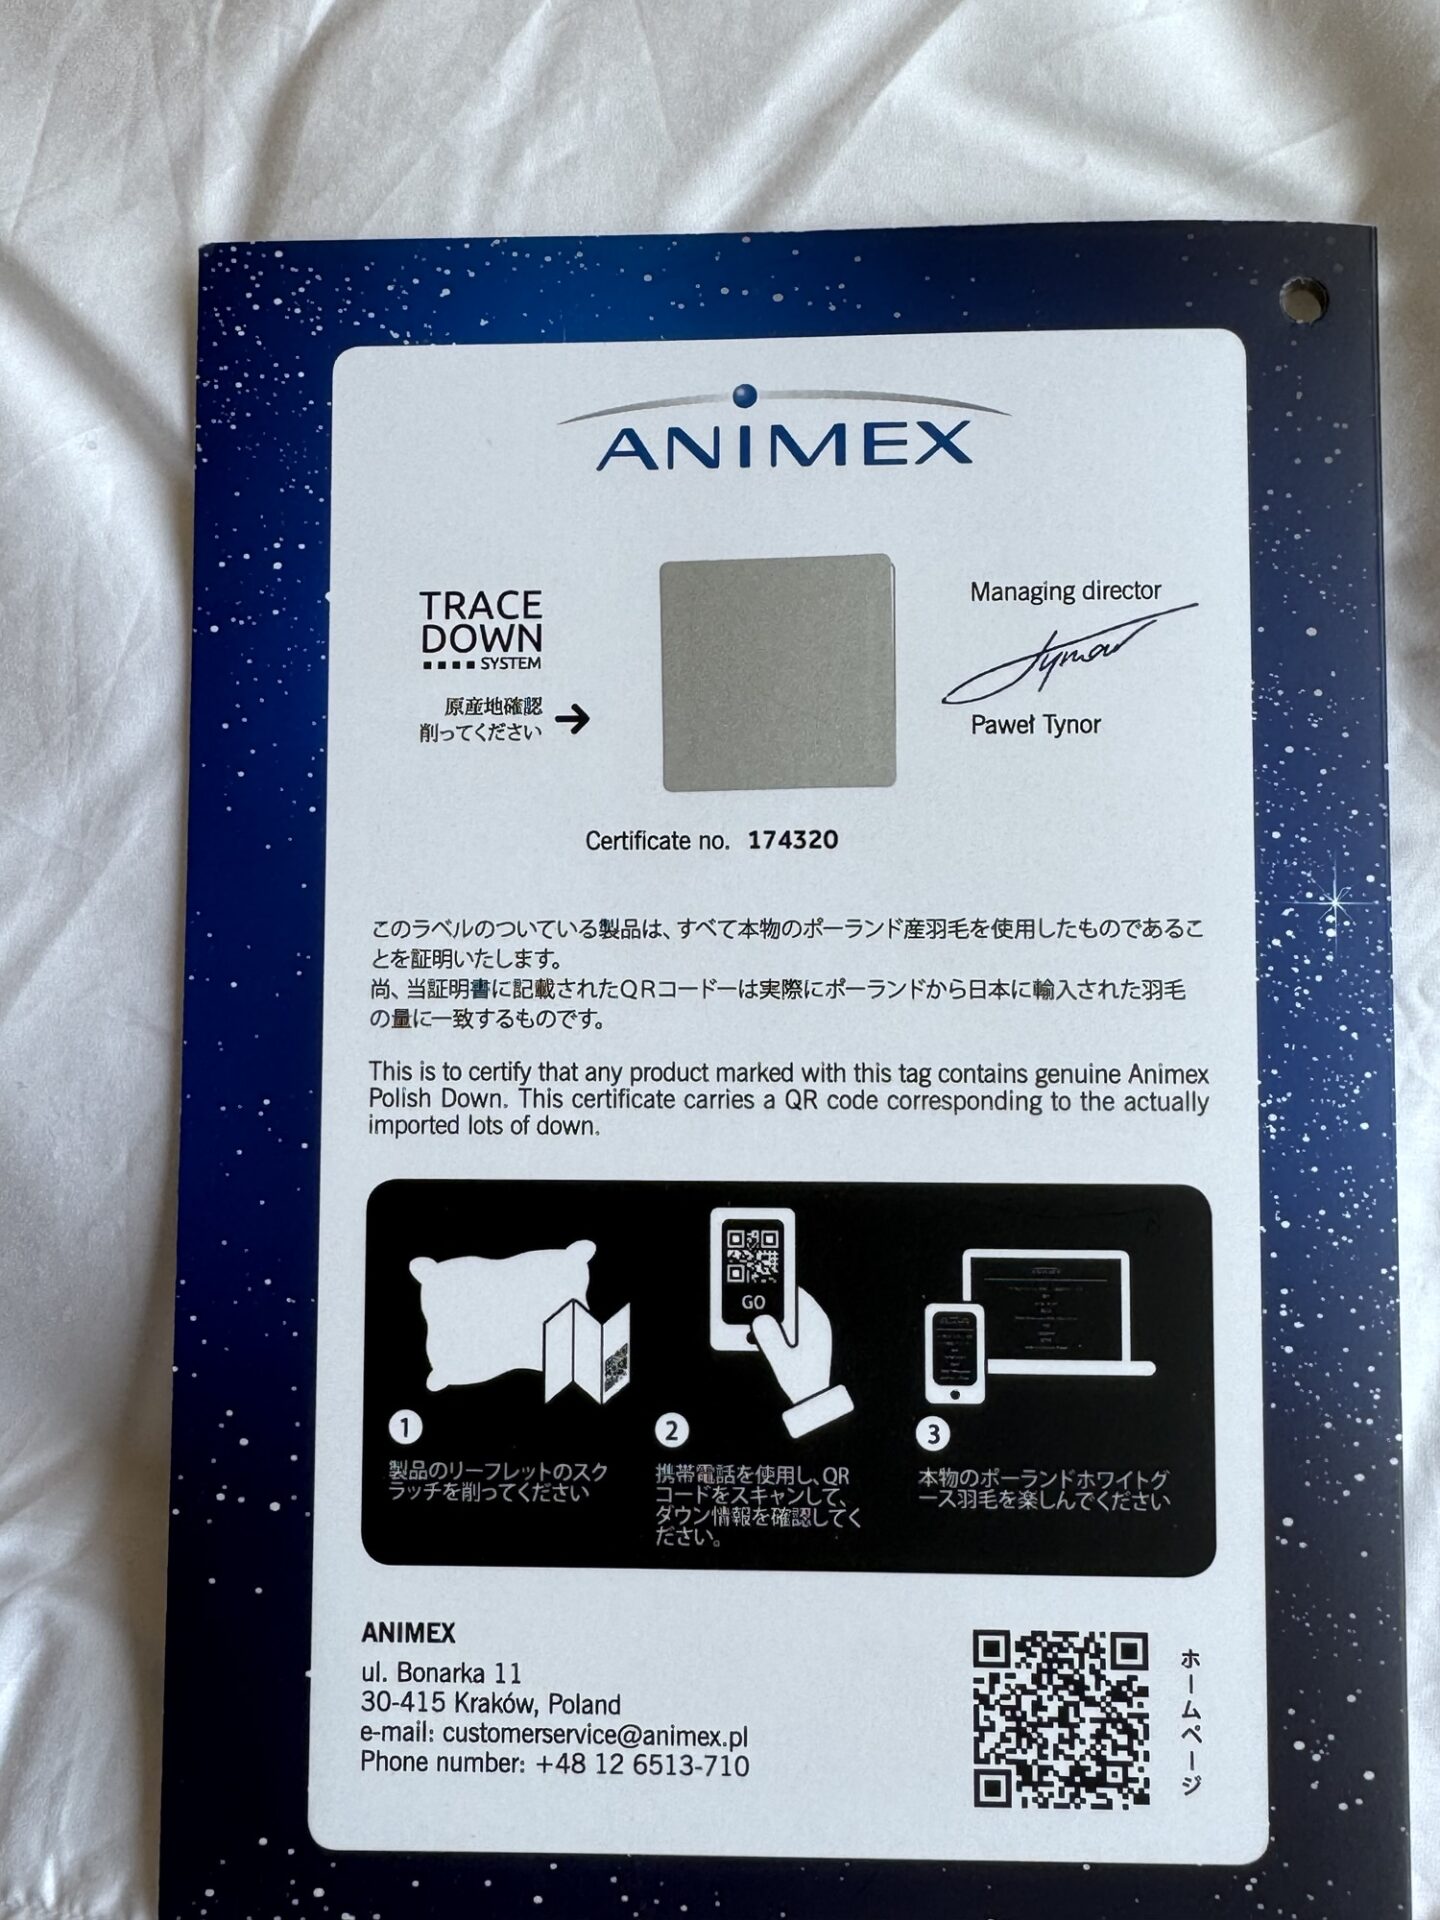 ANIMEX
TRACE
DOWN
SYSTEM
原産地確認
削ってください
Managing director
Paweł Tynor
Certificate no. 174320
このラベルのついている製品は、すべて本物のポーランド産羽毛を使用したものであるこ
とを証明いたします。
尚、当証明書に記載されたQRコードーは実際にポーランドから日本に輸入された羽毛
の量に一致するものです。
This is to certify that any product marked with this tag contains genuine Animex
Polish Down. This certificate carries a QR code corresponding to the actually
imported lots of down.
GO
1
製品のリーフレットのスク
ラッチを削ってください
2
携帯電話を使用し、QR
コードをスキャンして、
ダウン情報を確認してく
ださい。
3
本物のポーランドホワイトグ
ース羽毛を楽しんでください
ANIMEX
ul. Bonarka 11
30-415 Kraków, Poland
e-mail: customerservice@animex.pl
Phone number: +48 12 6513-710
ホームページ